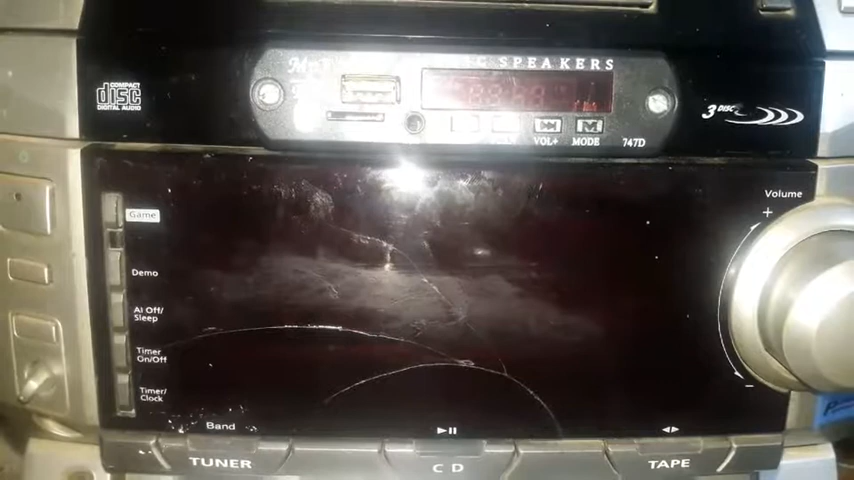 SPEAKERS
COMPACT
disc
DIGITAL AUDIO
3 DISC
VOL+
MODE
747D
Volume
+
Game
Demo
AI Off/
Sleep
Timer
On/Off
Timer/
Clock
-
Band
TUNER
CD
TAPE